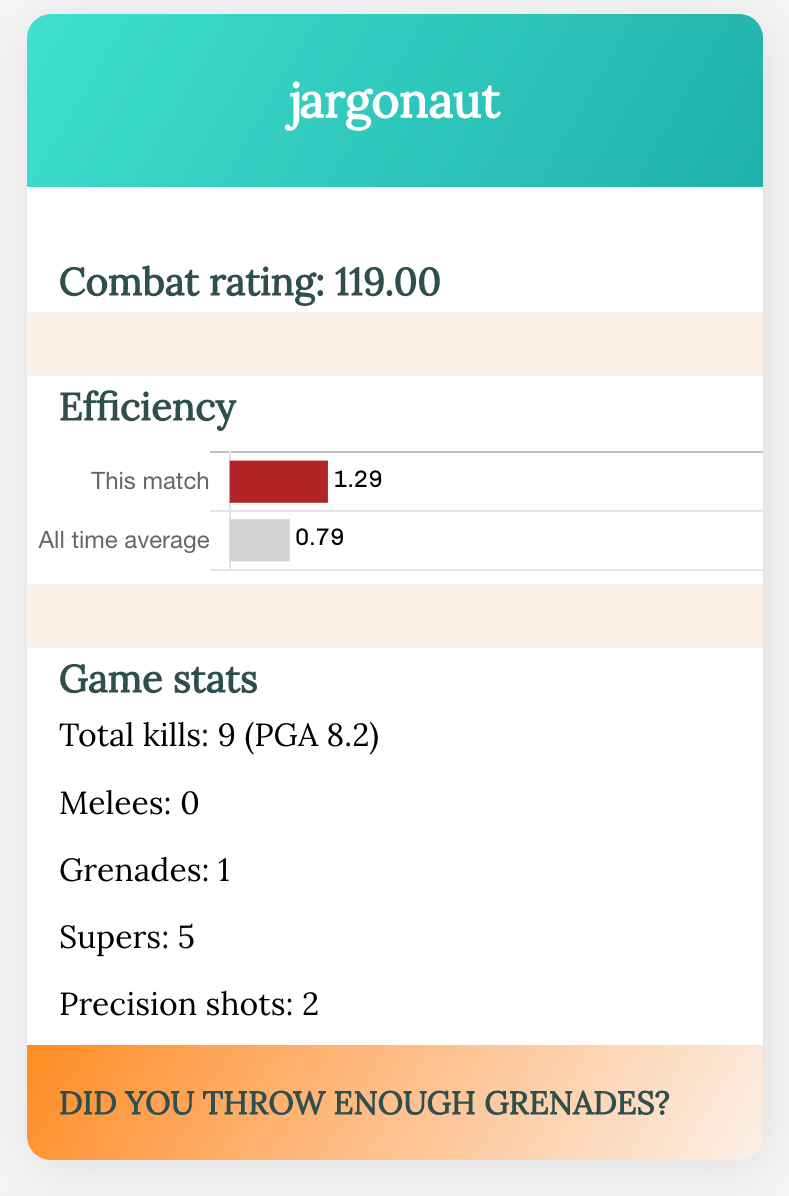 jargonaut
Combat rating: 119.00
Efficiency
This match 1.29
All time average 0.79
Game stats
Total kills: 9 (PGA 8.2)
Melees: 0
Grenades: 1
Supers: 5
Precision shots: 2
DID YOU THROW ENOUGH GRENADES?